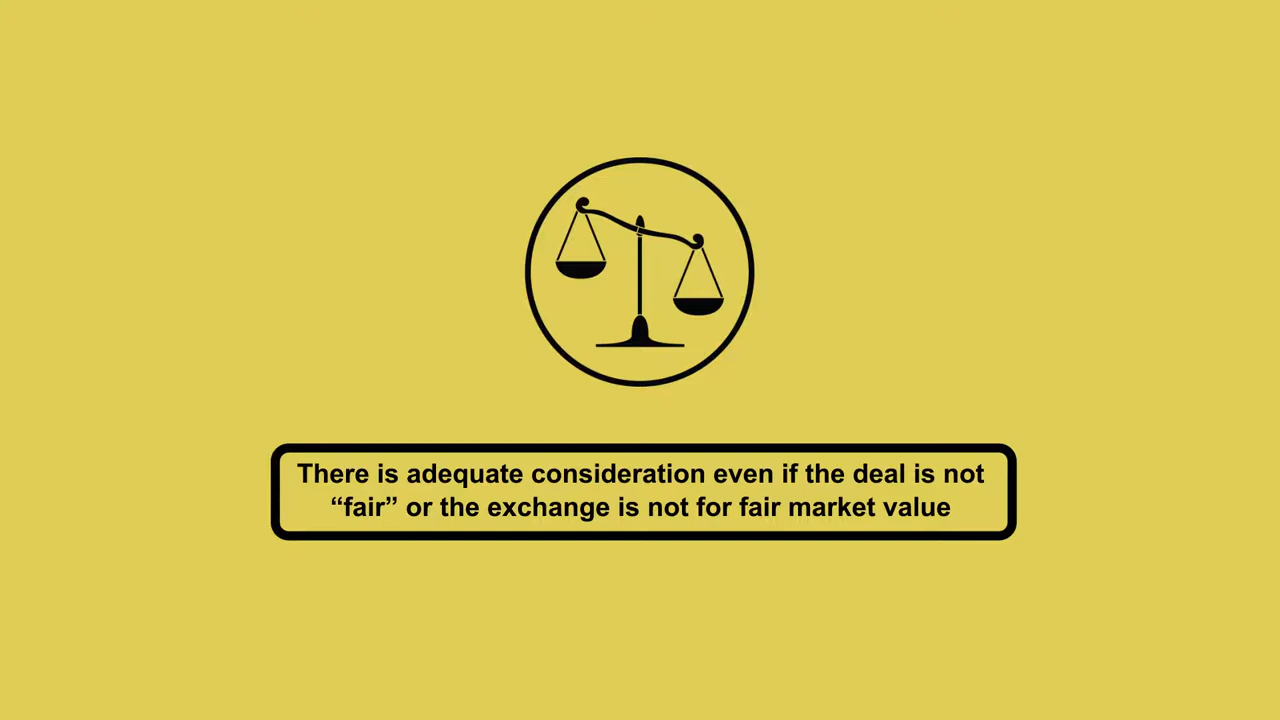 There is adequate consideration even if the deal is not
“fair” or the exchange is not for fair market value